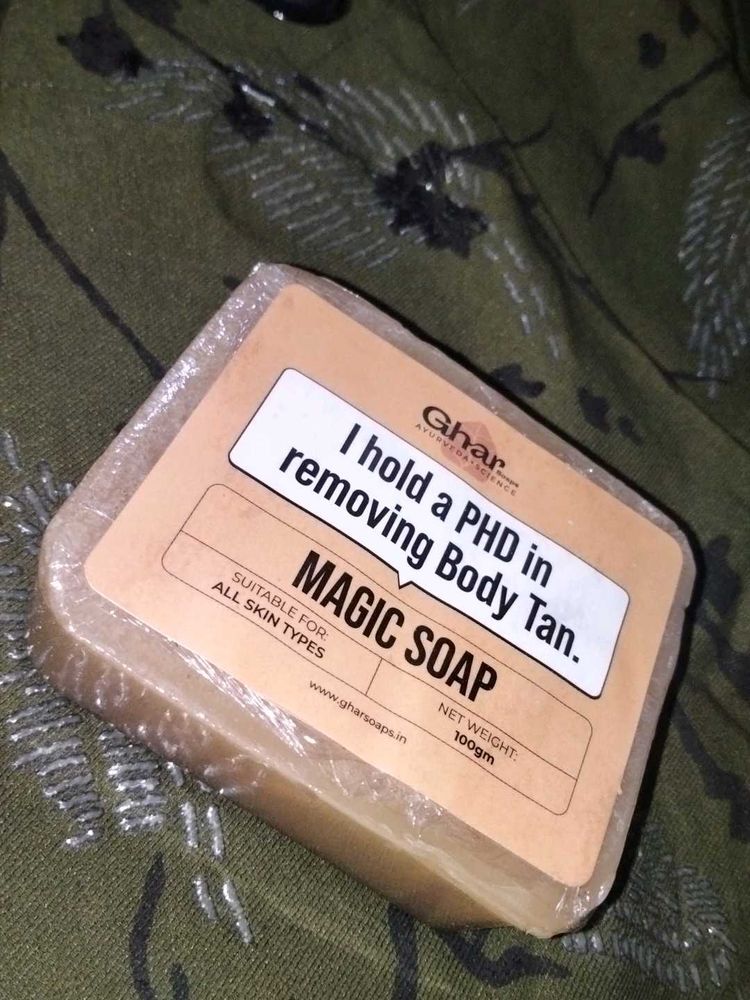 Ghar
Soaps
AYURVEDA•SCIENCE
I hold a PHD in
removing Body Tan.
MAGIC SOAP
SUITABLE FOR:
ALL SKIN TYPES
NET WEIGHT:
100gm
www.gharsoaps.in